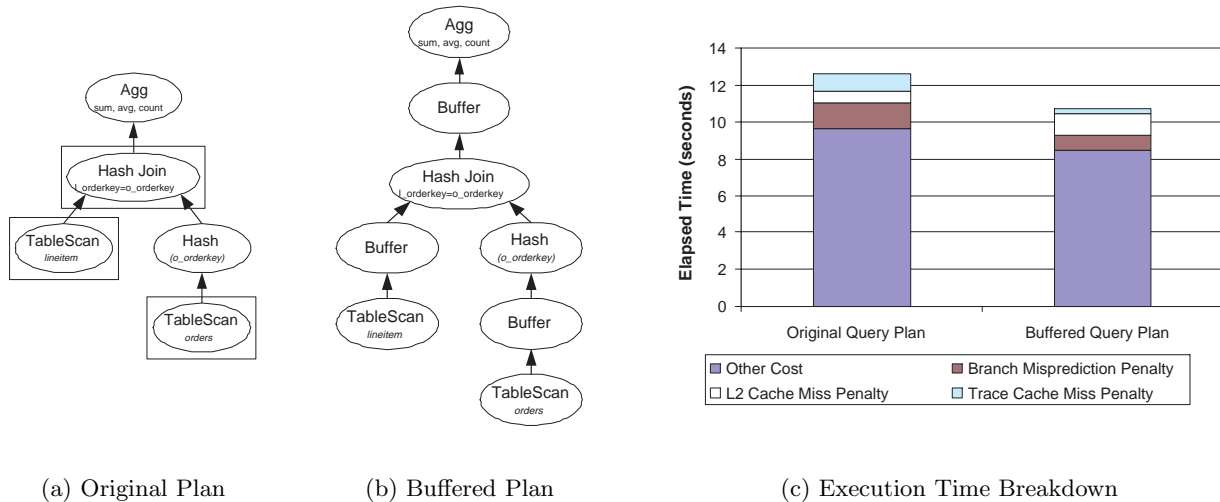 Agg
sum, avg, count
Hash Join
l_orderkey=o_orderkey
TableScan
lineitem
Hash
(o_orderkey)
TableScan
orders
(a) Original Plan
Agg
sum, avg, count
Buffer
Hash Join
l_orderkey=o_orderkey
Buffer
Hash
(o_orderkey)
TableScan
lineitem
Buffer
TableScan
orders
(b) Buffered Plan
Elapsed Time (seconds)
14
12
10
8
6
4
2
0
Original Query Plan
Buffered Query Plan
Other Cost
Branch Misprediction Penalty
L2 Cache Miss Penalty
Trace Cache Miss Penalty
(c) Execution Time Breakdown